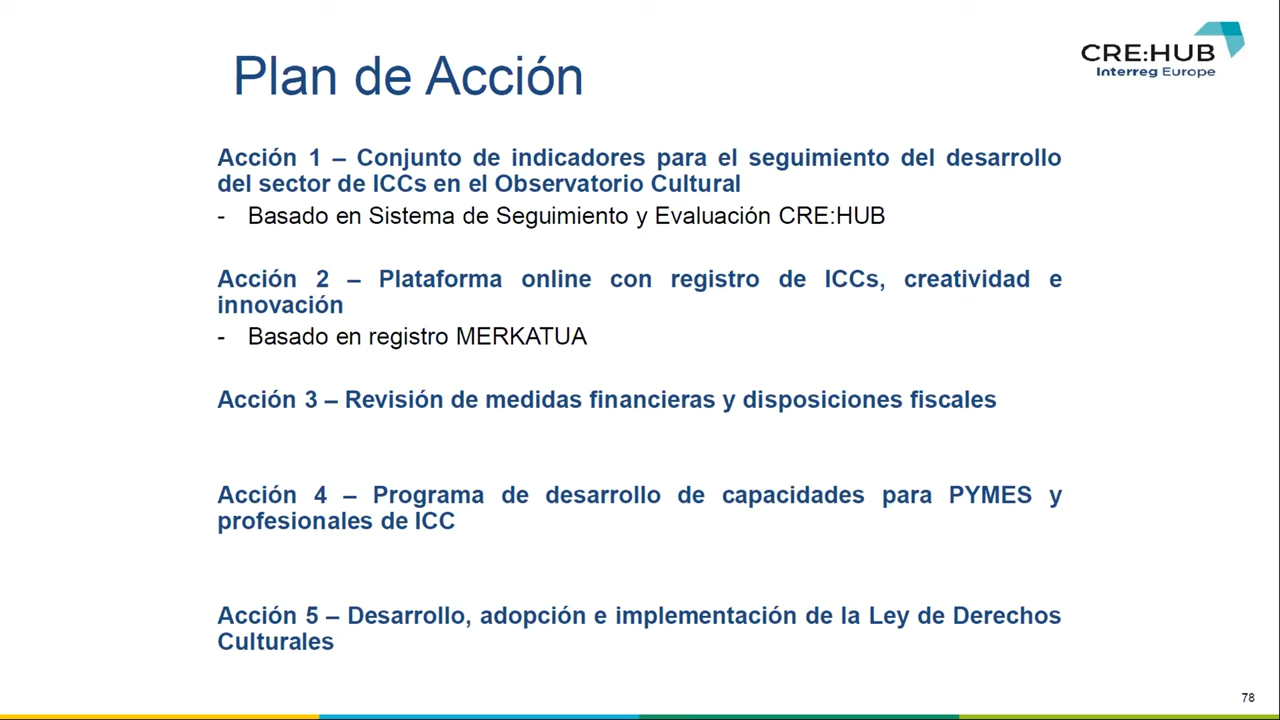 CRE:HUB
Interreg Europe
Plan de Acción
Acción 1 – Conjunto de indicadores para el seguimiento del desarrollo
del sector de ICCs en el Observatorio Cultural
- Basado en Sistema de Seguimiento y Evaluación CRE:HUB
Acción 2 – Plataforma online con registro de ICCs, creatividad e
innovación
- Basado en registro MERKATUA
Acción 3 – Revisión de medidas financieras y disposiciones fiscales
Acción 4 – Programa de desarrollo de capacidades para PYMES y
profesionales de ICC
Acción 5 – Desarrollo, adopción e implementación de la Ley de Derechos
Culturales
78